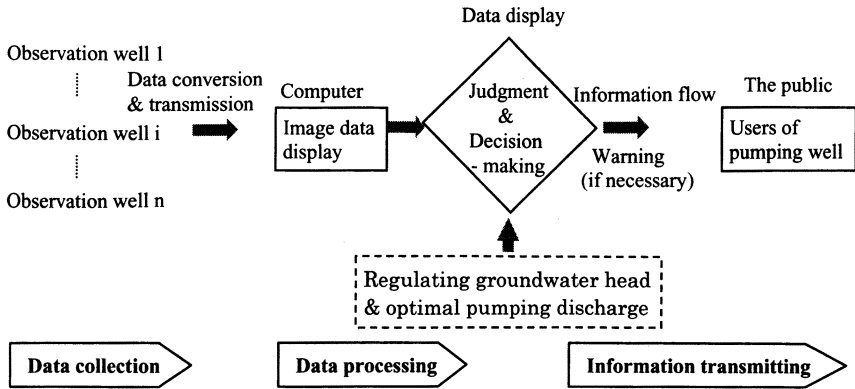 Data display
Observation well 1
Data conversion
& transmission
Observation well i
Observation well n
Computer
Image data
display
Judgment
&
Decision
- making
Information flow
Warning
(if necessary)
The public
Users of
pumping well
Regulating groundwater head
& optimal pumping discharge
Data collection
Data processing
Information transmitting